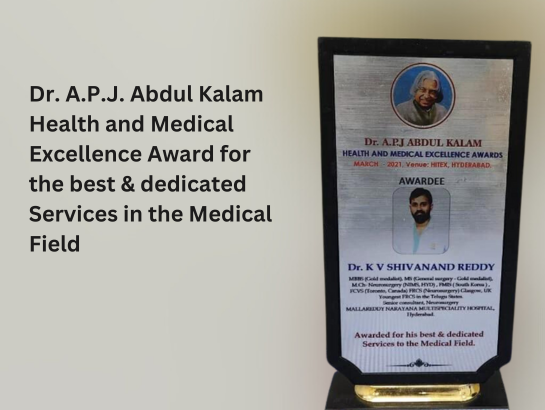 Dr. A.P.J. Abdul Kalam
Health and Medical
Excellence Award for
the best & dedicated
Services in the Medical
Field
Dr. A.P.J ABDUL KALAM
HEALTH AND MEDICAL EXCELLENCE AWARDS
MARCH - 2021, Venue: HITEX, HYDERABAD.
AWARDEE
Dr. K V SHIVANAND REDDY
MBBS (Gold medalist), MS (General surgery - Gold medalist),
M.Ch- Neurosurgery (NIMS, HYD), FMIS (South Korea),
FCVS (Toronto, Canada) FRCS (Neurosurgery) Glasgow, UK
Youngest FRCS in the Telugu States.
Senior consultant, Neurosurgery
MALLAREDDY NARAYANA MULTISPECIALITY HOSPITAL,
Hyderabad.
Awarded for his best & dedicated
Services to the Medical Field.